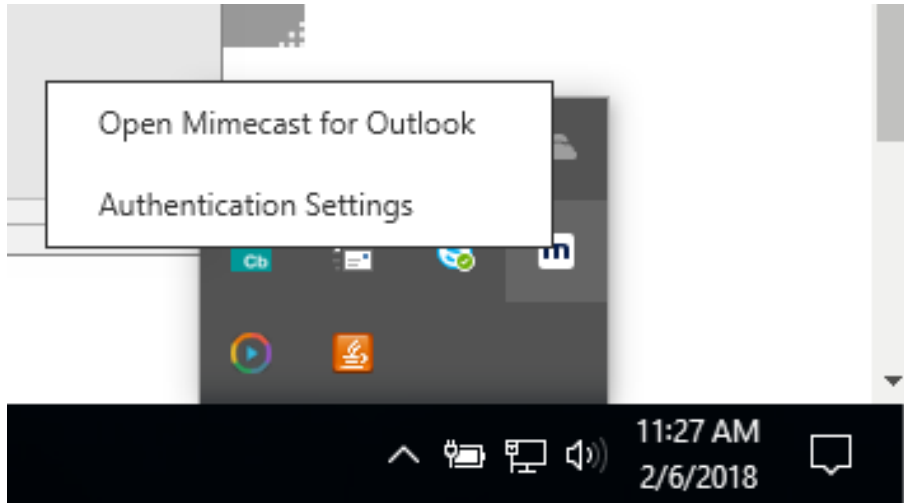 Open Mimecast for Outlook
Authentication Settings
Cb
m
11:27 AM
2/6/2018